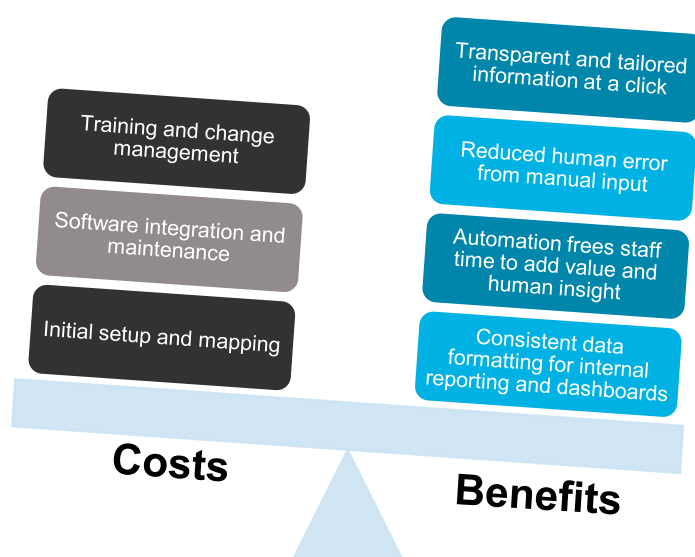 Training and change
management
Software integration and
maintenance
Initial setup and mapping
Costs
Transparent and tailored
information at a click
Reduced human error
from manual input
Automation frees staff
time to add value and
human insight
Consistent data
formatting for internal
reporting and dashboards
Benefits